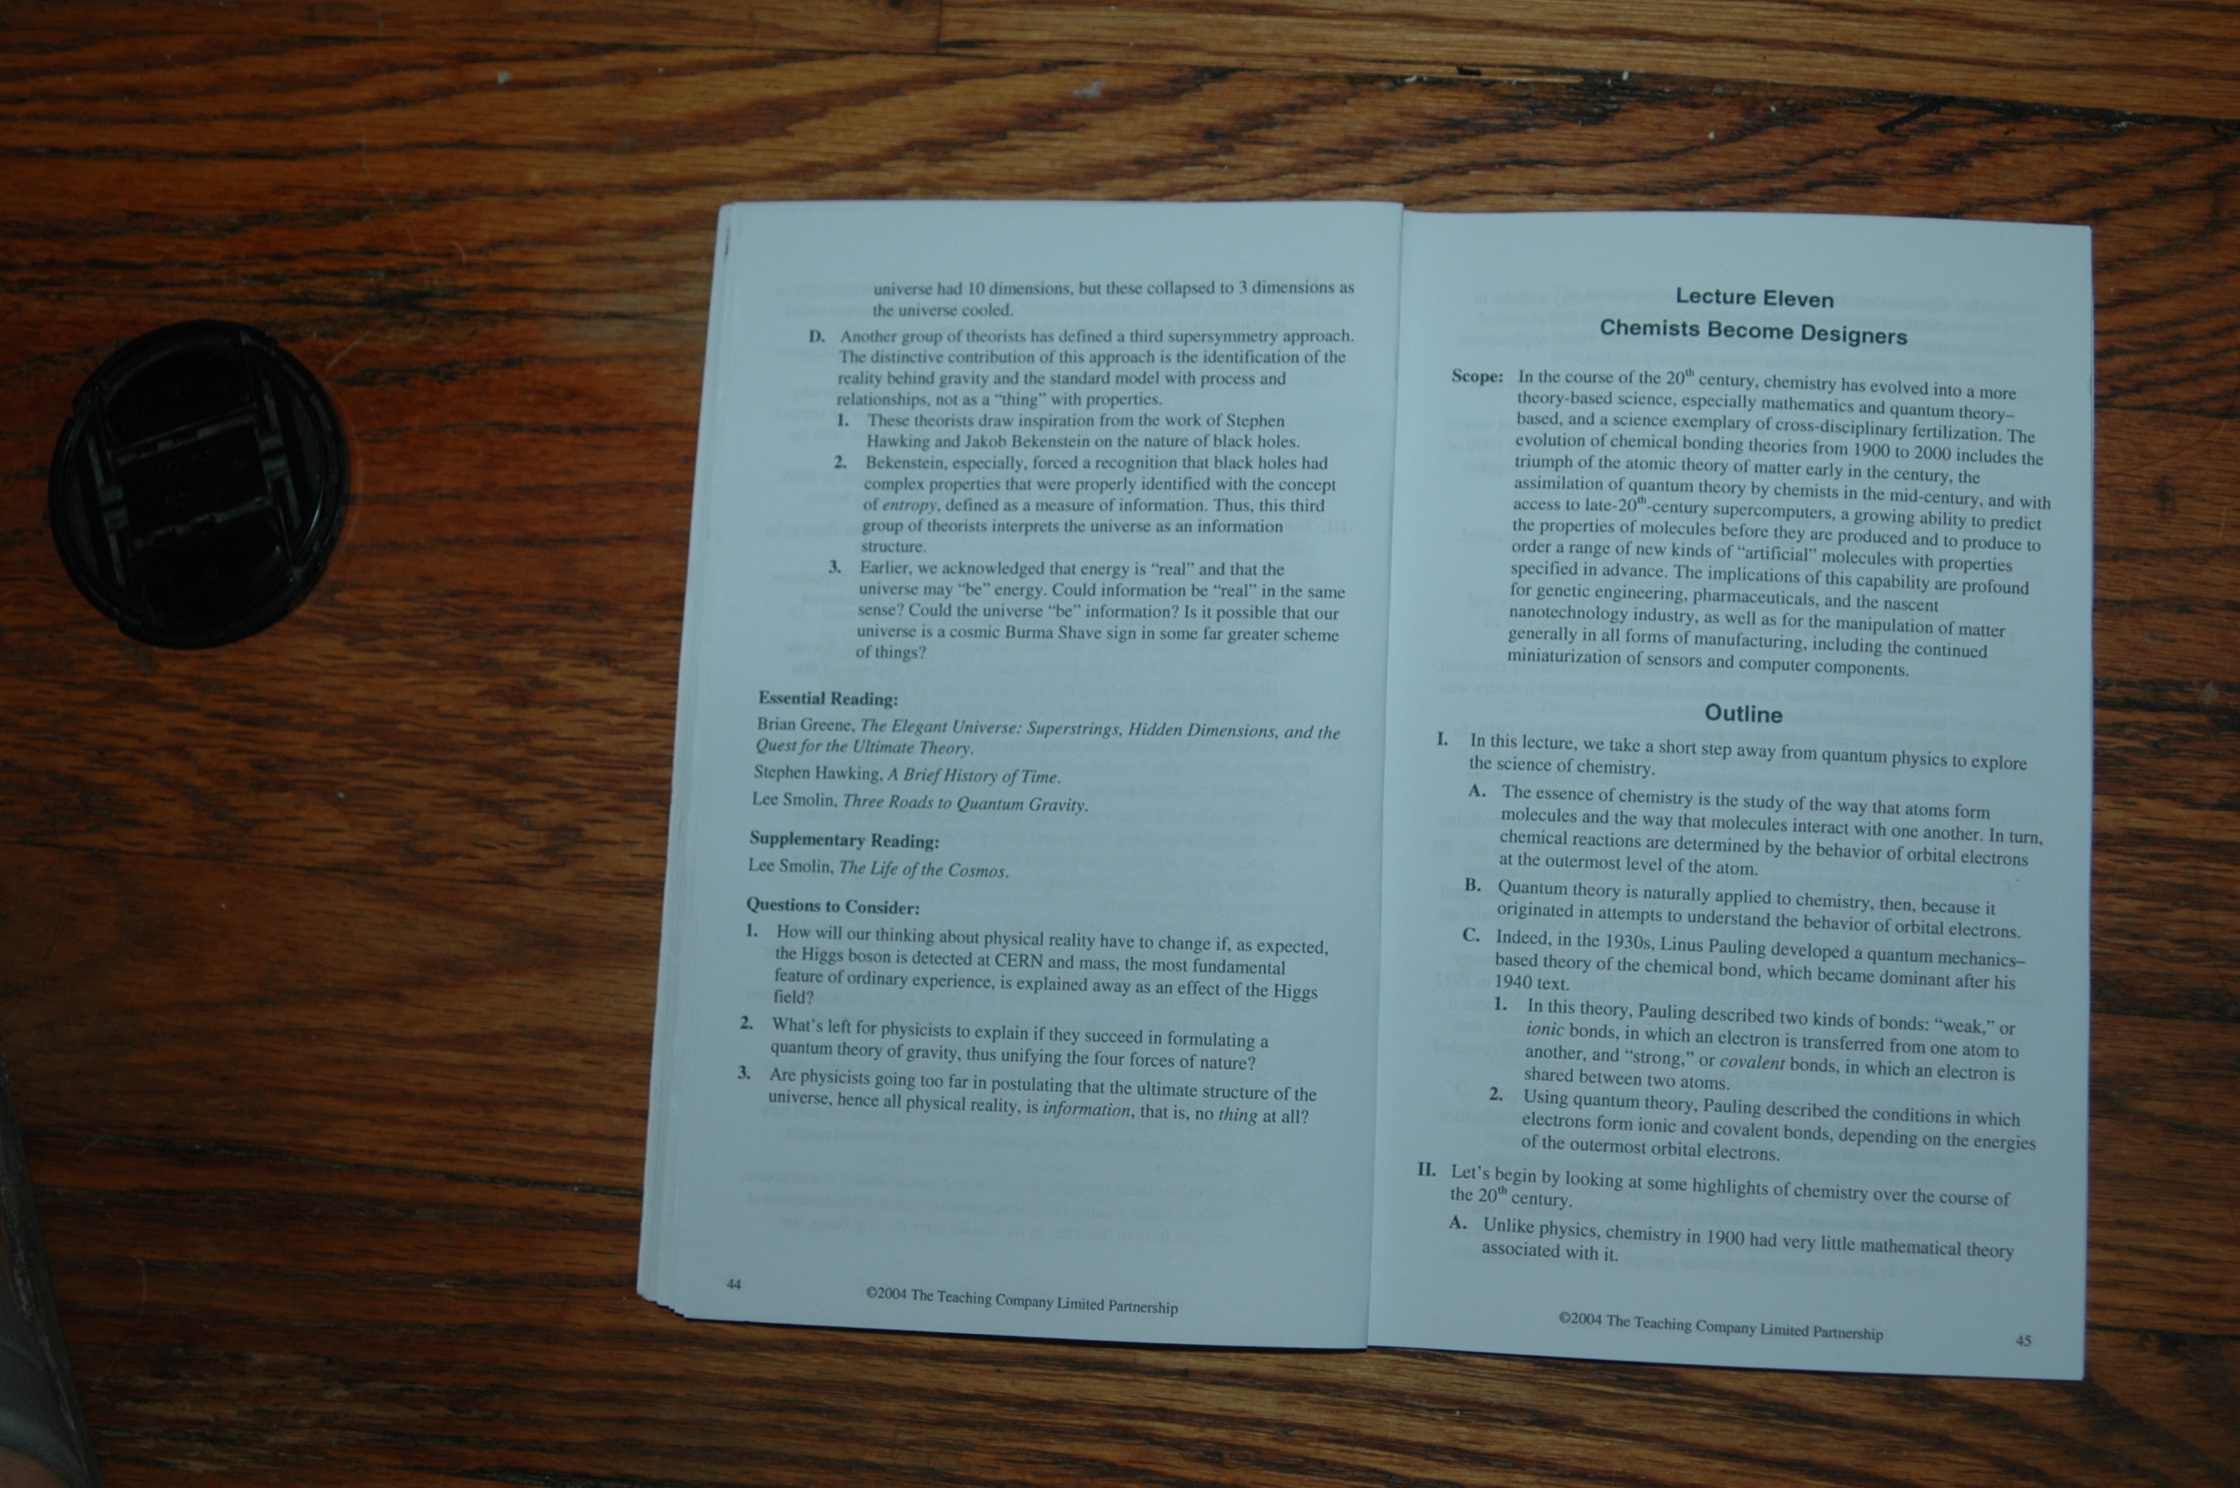 universe had 10 dimensions, but these collapsed to 3 dimensions as
the universe cooled.
D. Another group of theorists has defined a third supersymmetry approach.
The distinctive contribution of this approach is the identification of the
reality behind gravity and the standard model with process and
relationships, not as a “thing” with properties.
1. These theorists draw inspiration from the work of Stephen
Hawking and Jakob Bekenstein on the nature of black holes.
2. Bekenstein, especially, forced a recognition that black holes had
complex properties that were properly identified with the concept
of entropy, defined as a measure of information. Thus, this third
group of theorists interprets the universe as an information
structure.
3. Earlier, we acknowledged that energy is “real” and that the
universe may “be” energy. Could information be “real” in the same
sense? Could the universe “be” information? Is it possible that our
universe is a cosmic Burma Shave sign in some far greater scheme
of things?
Essential Reading:
Brian Greene, The Elegant Universe: Superstrings, Hidden Dimensions, and the
Quest for the Ultimate Theory.
Stephen Hawking, A Brief History of Time.
Lee Smolin, Three Roads to Quantum Gravity.
Supplementary Reading:
Lee Smolin, The Life of the Cosmos.
Questions to Consider:
1. How will our thinking about physical reality have to change if, as expected,
the Higgs boson is detected at CERN and mass, the most fundamental
feature of ordinary experience, is explained away as an effect of the Higgs
field?
2. What’s left for physicists to explain if they succeed in formulating a
quantum theory of gravity, thus unifying the four forces of nature?
3. Are physicists going too far in postulating that the ultimate structure of the
universe, hence all physical reality, is information, that is, no thing at all?
44
©2004 The Teaching Company Limited Partnership
Lecture Eleven
Chemists Become Designers
Scope: In the course of the 20th century, chemistry has evolved into a more
theory-based science, especially mathematics and quantum theory–
based, and a science exemplary of cross-disciplinary fertilization. The
evolution of chemical bonding theories from 1900 to 2000 includes the
triumph of the atomic theory of matter early in the century, the
assimilation of quantum theory by chemists in the mid-century, and with
access to late-20th-century supercomputers, a growing ability to predict
the properties of molecules before they are produced and to produce to
order a range of new kinds of “artificial” molecules with properties
specified in advance. The implications of this capability are profound
for genetic engineering, pharmaceuticals, and the nascent
nanotechnology industry, as well as for the manipulation of matter
generally in all forms of manufacturing, including the continued
miniaturization of sensors and computer components.
Outline
I. In this lecture, we take a short step away from quantum physics to explore
the science of chemistry.
A. The essence of chemistry is the study of the way that atoms form
molecules and the way that molecules interact with one another. In turn,
chemical reactions are determined by the behavior of orbital electrons
at the outermost level of the atom.
B. Quantum theory is naturally applied to chemistry, then, because it
originated in attempts to understand the behavior of orbital electrons.
C. Indeed, in the 1930s, Linus Pauling developed a quantum mechanics–
based theory of the chemical bond, which became dominant after his
1940 text.
1. In this theory, Pauling described two kinds of bonds: “weak,” or
ionic bonds, in which an electron is transferred from one atom to
another, and “strong,” or covalent bonds, in which an electron is
shared between two atoms.
2. Using quantum theory, Pauling described the conditions in which
electrons form ionic and covalent bonds, depending on the energies
of the outermost orbital electrons.
II. Let’s begin by looking at some highlights of chemistry over the course of
the 20th century.
A. Unlike physics, chemistry in 1900 had very little mathematical theory
associated with it.
©2004 The Teaching Company Limited Partnership
45